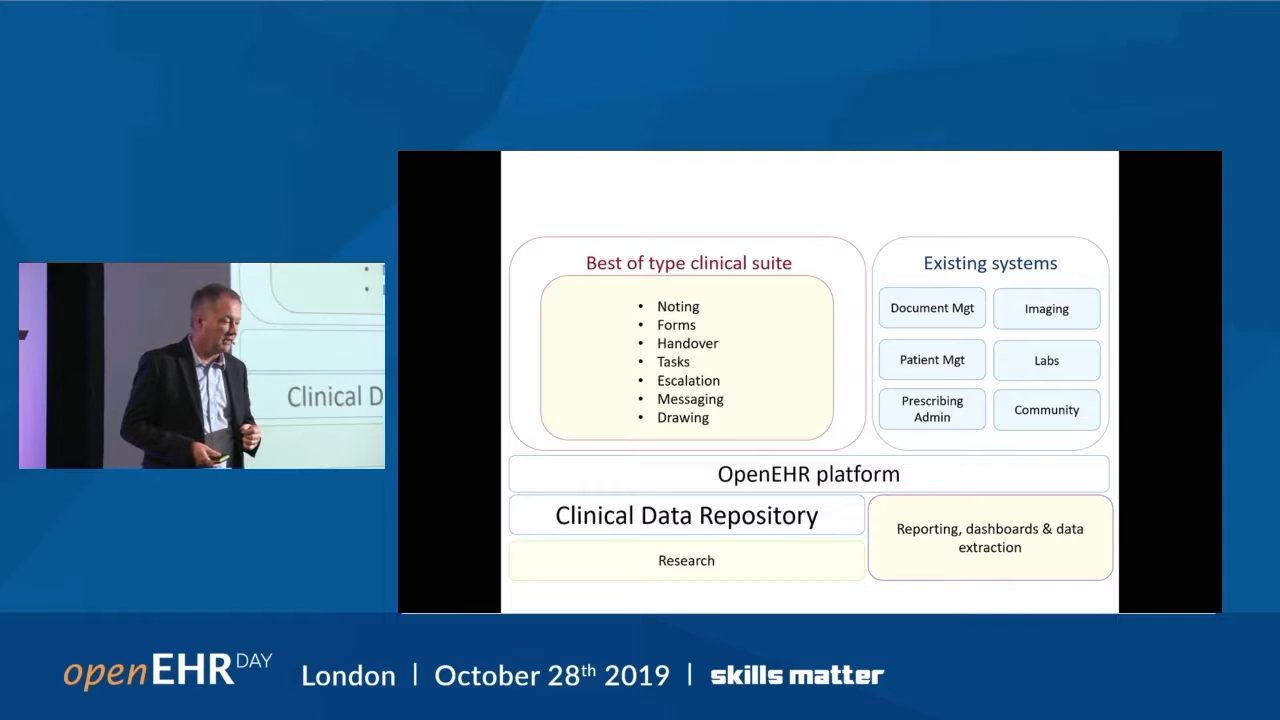 Clinical D
Best of type clinical suite
• Noting
• Forms
• Handover
• Tasks
• Escalation
• Messaging
• Drawing
Existing systems
Document Mgt
Imaging
Patient Mgt
Labs
Prescribing
Admin
Community
OpenEHR platform
Clinical Data Repository
Research
Reporting, dashboards & data
extraction
openEHR DAY London | October 28th 2019 | skills matter